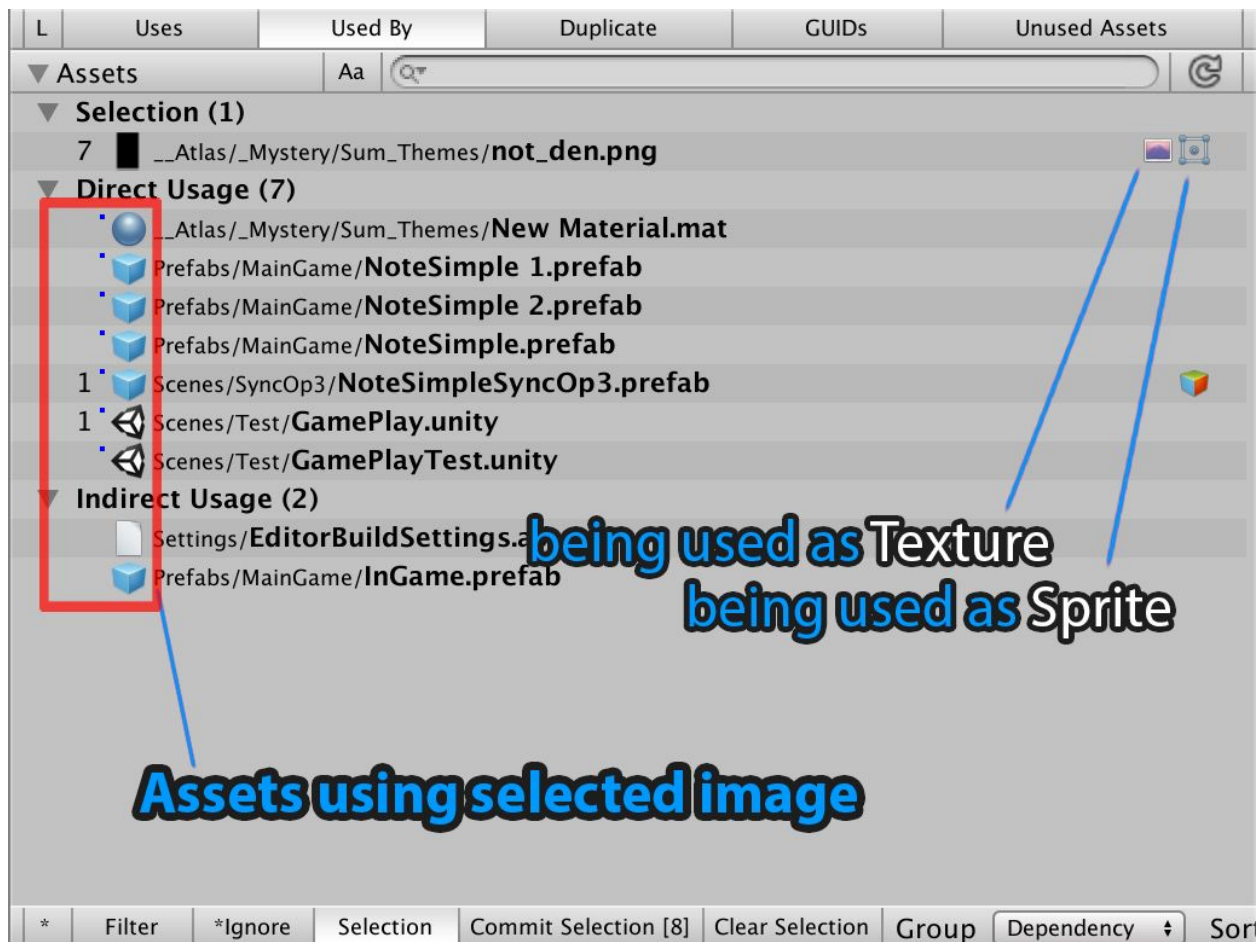 L Uses Used By Duplicate GUIDs Unused Assets
Assets Aa
Selection (1)
7 __Atlas/_Mystery/Sum_Themes/not_den.png
Direct Usage (7)
__Atlas/_Mystery/Sum_Themes/New Material.mat
Prefabs/MainGame/NoteSimple 1.prefab
Prefabs/MainGame/NoteSimple 2.prefab
Prefabs/MainGame/NoteSimple.prefab
1 Scenes/SyncOp3/NoteSimpleSyncOp3.prefab
1 Scenes/Test/GamePlay.unity
Scenes/Test/GamePlayTest.unity
Indirect Usage (2)
Settings/EditorBuildSettings.a
being used as Texture
Prefabs/MainGame/InGame.prefab
being used as Sprite
Assets using selected image
* Filter *Ignore Selection Commit Selection [8] Clear Selection Group Dependency Sor